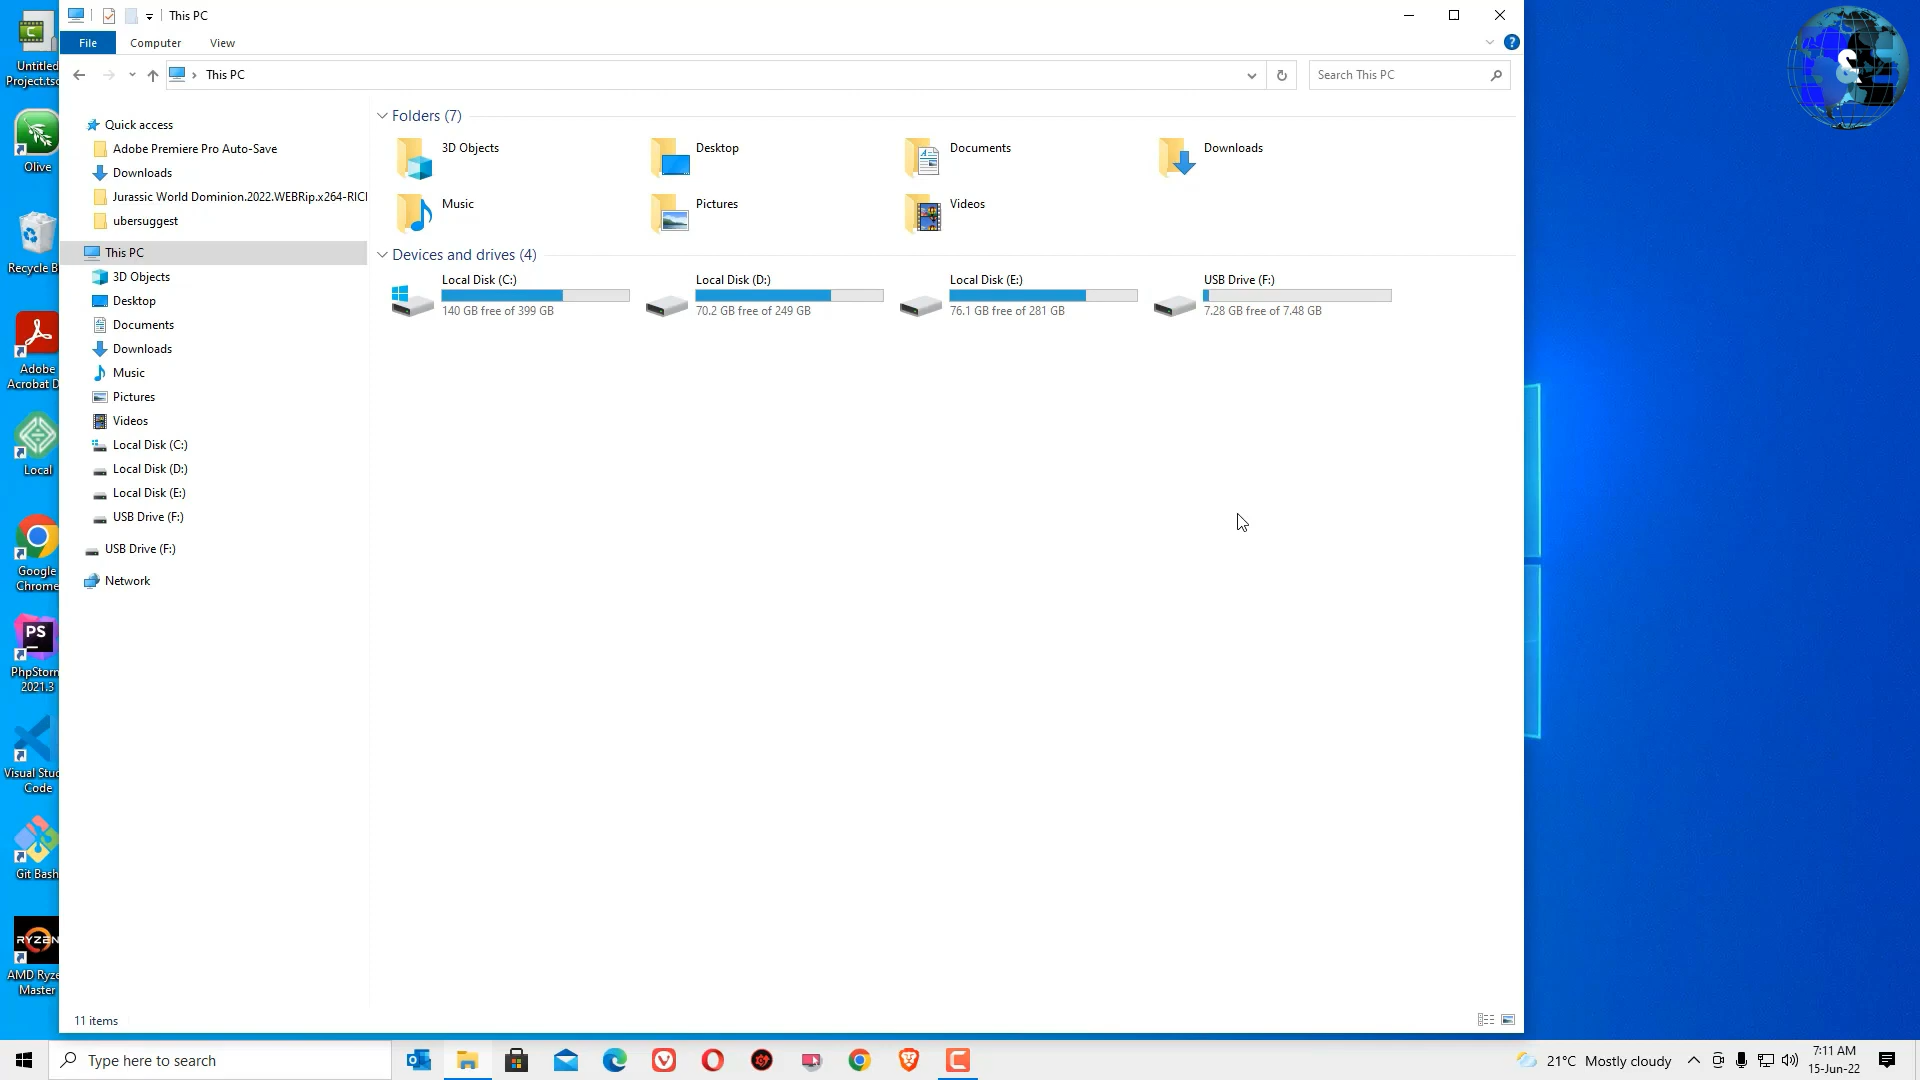 This PC
File
Computer
View
This PC
Search This PC
Untitled
Project.tsc
Olive
Recycle B
Adobe
Acrobat D
Local
Google
Chrome
PS
PhpStorm
2021.3
Visual Stud
Code
Git Bash
RYZEN
AMD Ryze
Master
Quick access
Adobe Premiere Pro Auto-Save
Downloads
Jurassic World Dominion.2022.WEBRip.x264-RICI
ubersuggest
This PC
3D Objects
Desktop
Documents
Downloads
Music
Pictures
Videos
Local Disk (C:)
Local Disk (D:)
Local Disk (E:)
USB Drive (F:)
USB Drive (F:)
Network
Folders (7)
3D Objects
Desktop
Documents
Downloads
Music
Pictures
Videos
Devices and drives (4)
Local Disk (C:)
140 GB free of 399 GB
Local Disk (D:)
70.2 GB free of 249 GB
Local Disk (E:)
76.1 GB free of 281 GB
USB Drive (F:)
7.28 GB free of 7.48 GB
11 items
Type here to search
21°C Mostly cloudy
7:11 AM
15-Jun-22